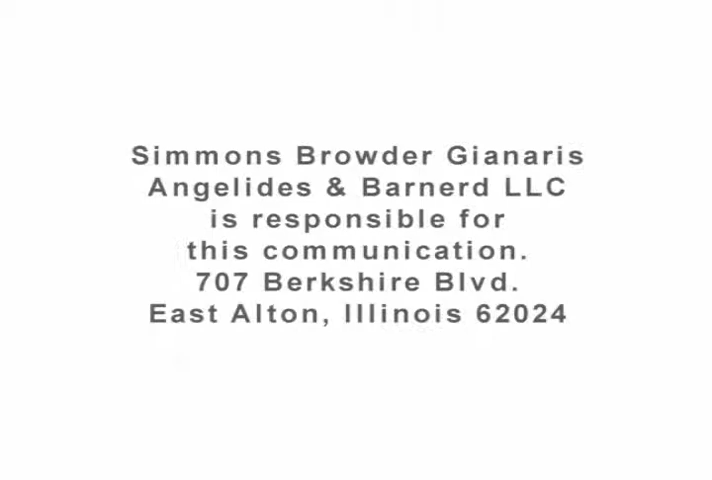 Simmons Browder Gianaris
Angelides & Barnerd LLC
is responsible for
this communication.
707 Berkshire Blvd.
East Alton, Illinois 62024